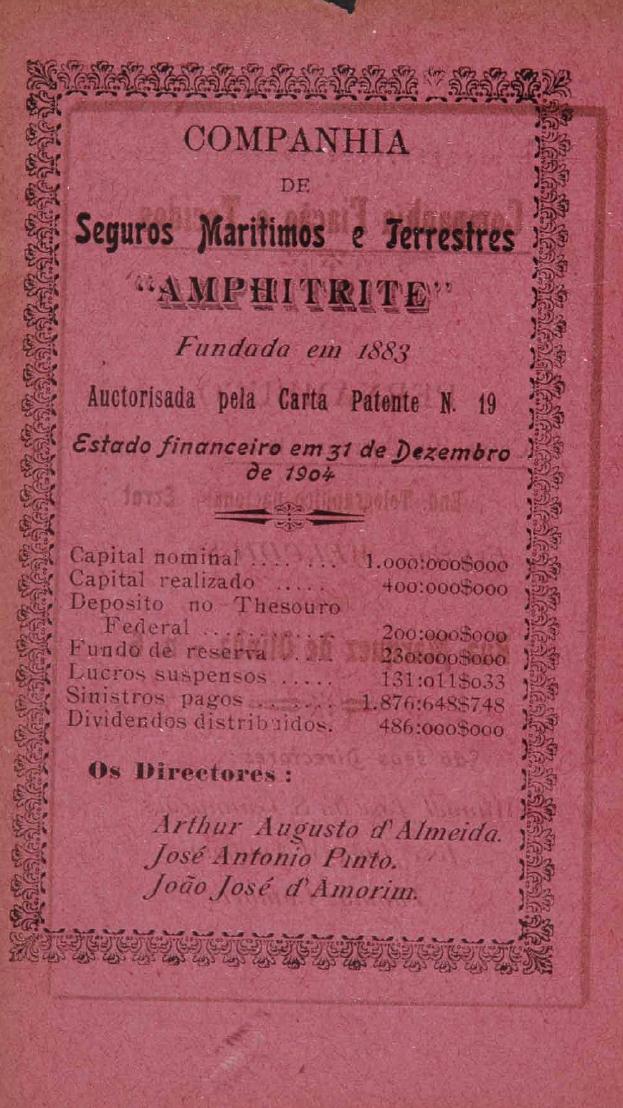 COMPANHIA
DE
Seguros Maritimos e Terrestres
"AMPHITRITE"
Fundada em 1883
Auctorisada pela Carta Patente N. 19
Estado financeiro em 31 de Dezembro
de 1904
Capital nominal ........ 1.000:000$000
Capital realizado ..... 400:000$000
Deposito no Thesouro
Federal ........... 200:000$000
Fundo de reserva ..... 230:000$000
Lucros suspensos ..... 131:011$033
Sinistros pagos ....... 1.876:648$748
Dividendos distribuidos. 486:000$000
Os Directores :
Arthur Augusto d'Almeida.
José Antonio Pinto.
João José d'Amorim.